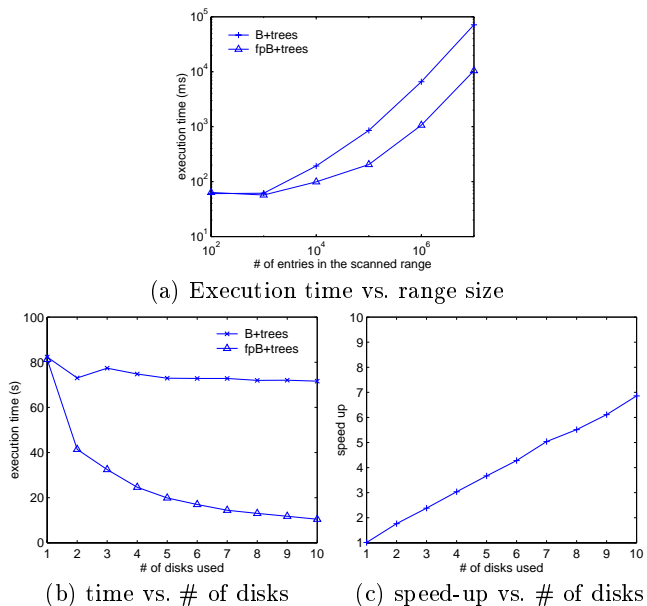 10^5
B+trees
fpB+trees
10^4
execution time (ms)
10^3
10^2
10^1
10^2
10^4
10^6
# of entries in the scanned range
(a) Execution time vs. range size
100
B+trees
fpB+trees
80
60
execution time (s)
40
20
0
1 2 3 4 5 6 7 8 9 10
# of disks used
(b) time vs. # of disks
10
9
8
7
6
speed up
5
4
3
2
1
1 2 3 4 5 6 7 8 9 10
# of disks used
(c) speed-up vs. # of disks